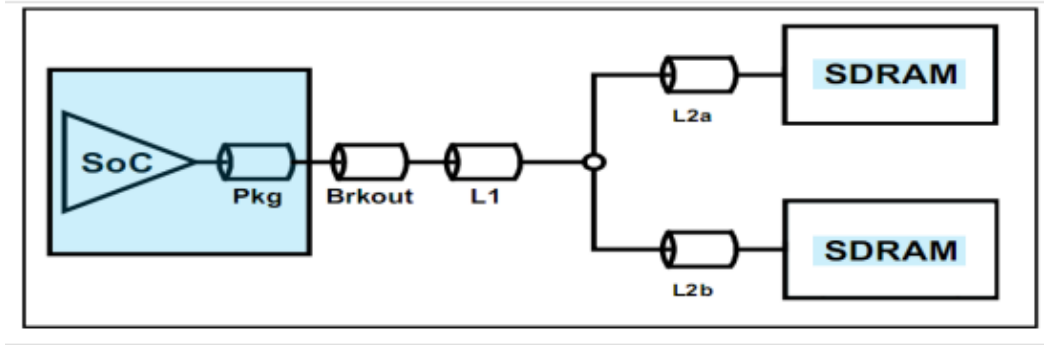 SDRAM
L2a
SoC
Pkg
Brkout
L1
SDRAM
L2b